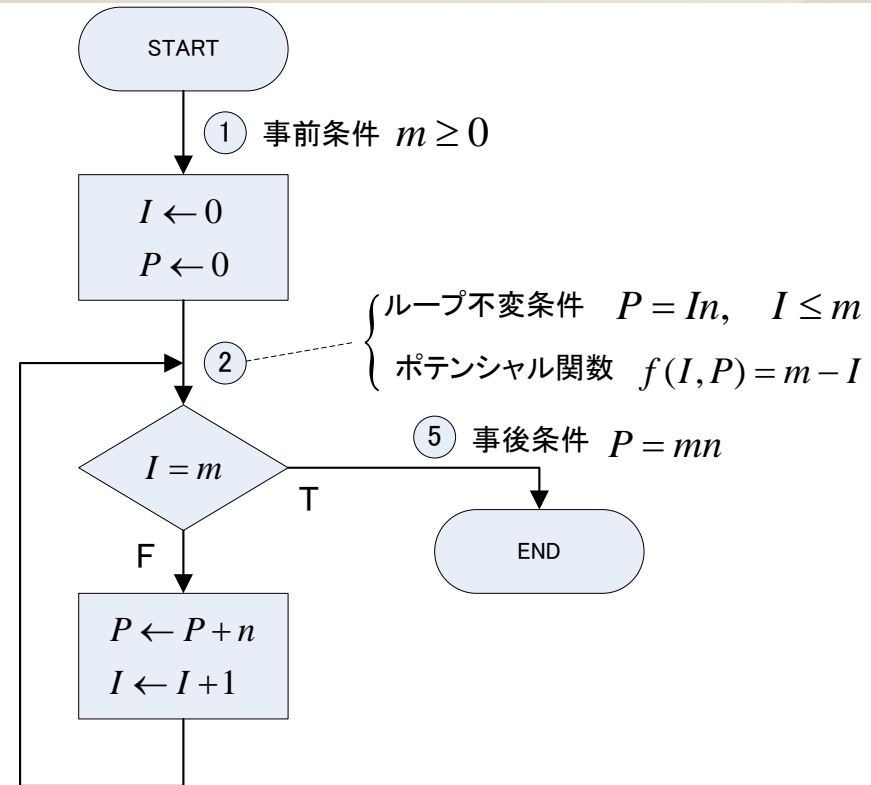 START
1 事前条件 m ≥ 0
I ← 0
P ← 0
ループ不変条件 P = In, I ≤ m
2
ポテンシャル関数 f(I, P) = m − I
5 事後条件 P = mn
I = m
T
F
END
P ← P + n
I ← I + 1